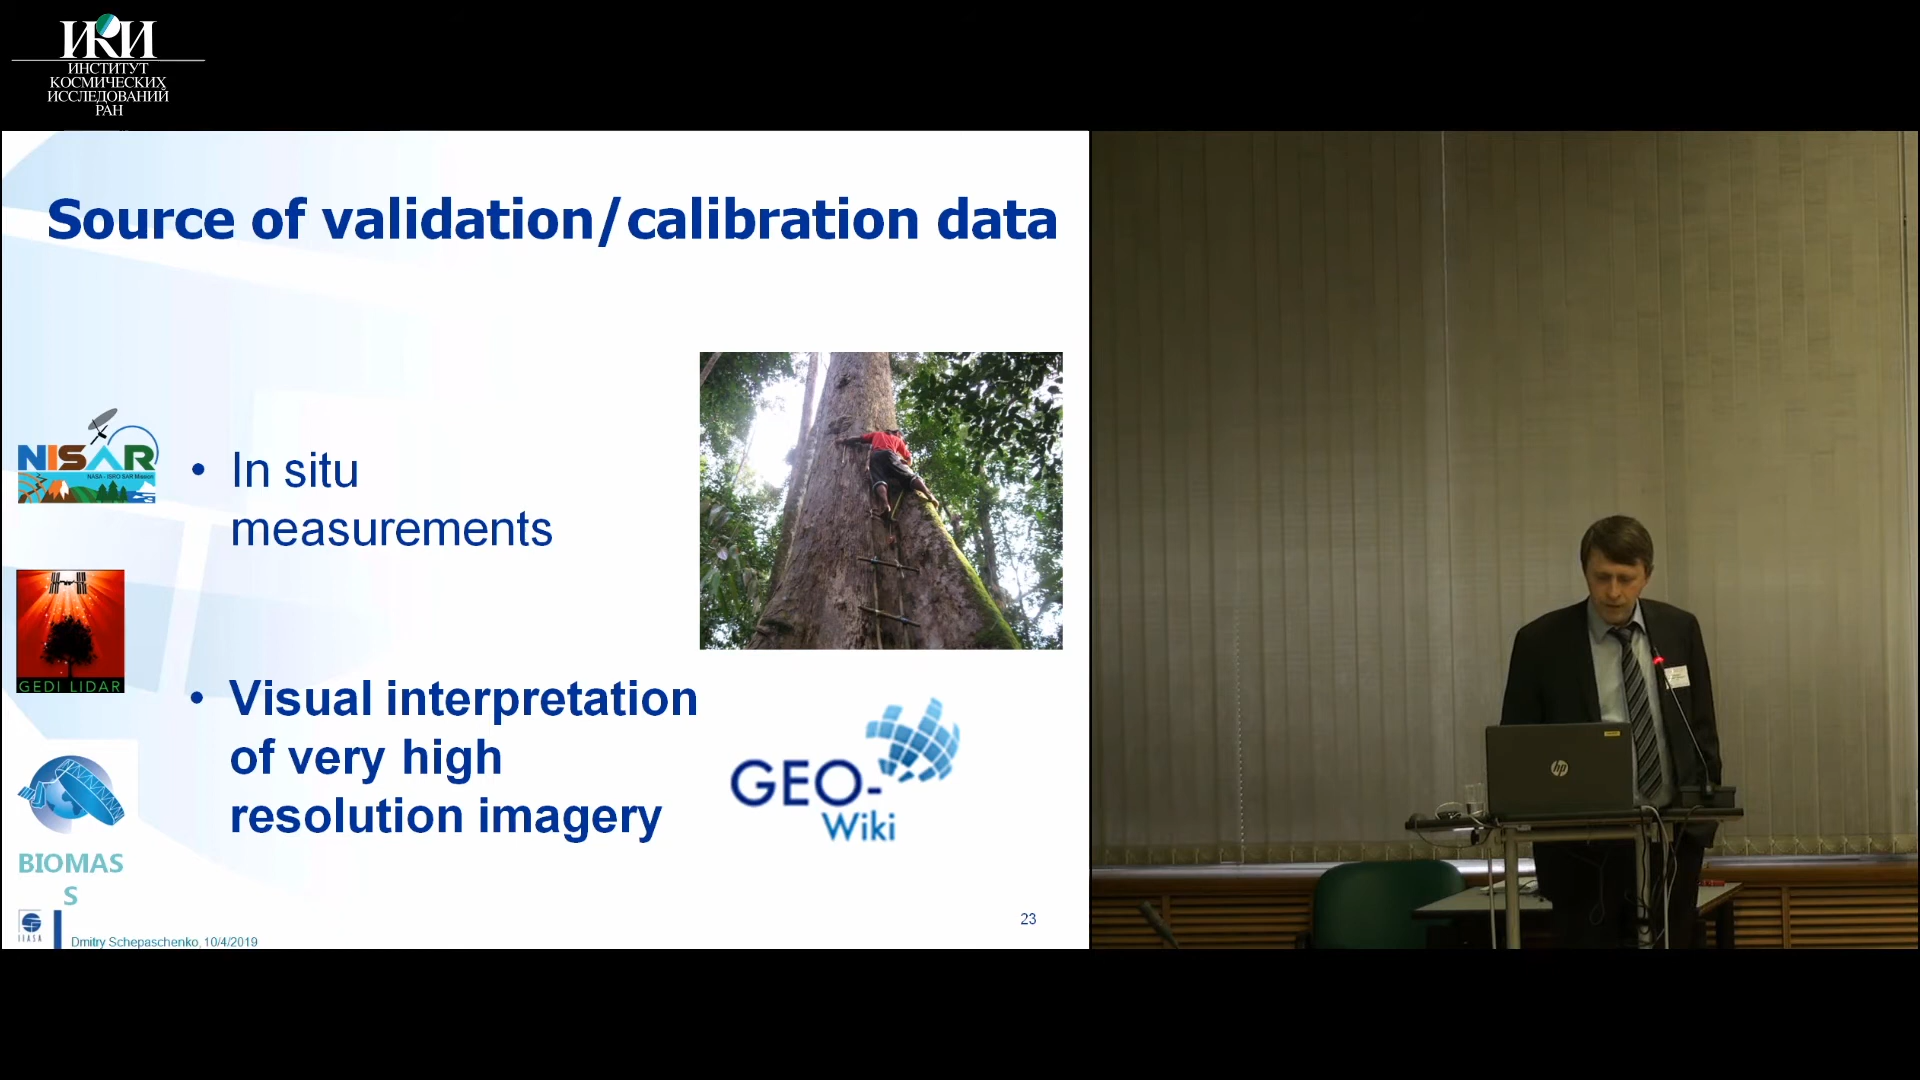 ИКИ
ИНСТИТУТ
КОСМИЧЕСКИХ
ИССЛЕДОВАНИЙ
РАН
Source of validation/calibration data
NISAR
NASA - ISRO SAR Mission
• In situ
measurements
GEDI LIDAR
• Visual interpretation
of very high
resolution imagery
GEO-
Wiki
BIOMAS
S
IIASA
Dmitry Schepaschenko, 10/4/2019
23
hp